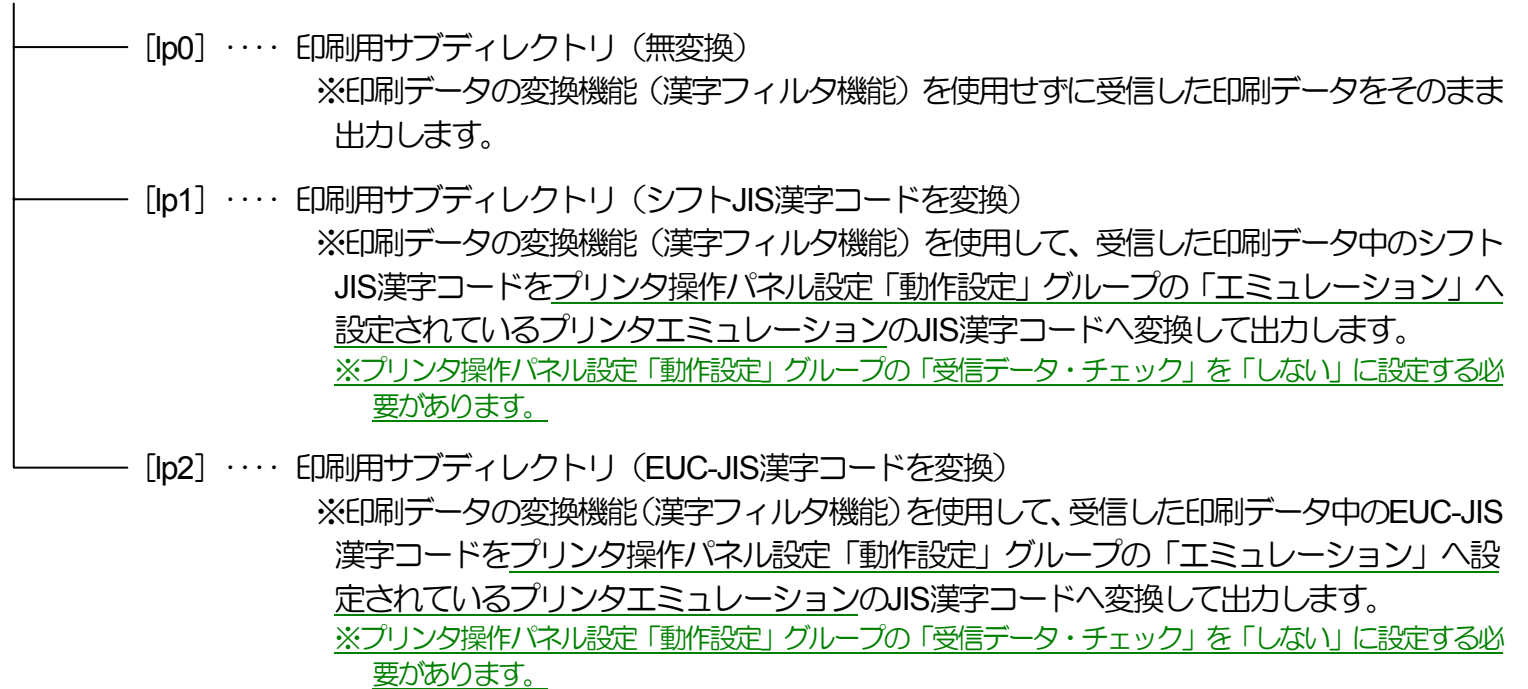 [lp0] ‥‥ 印刷用サブディレクトリ（無変換）
※印刷データの変換機能（漢字フィルタ機能）を使用せずに受信した印刷データをそのまま
出力します。
[lp1] ‥‥ 印刷用サブディレクトリ（シフトJIS漢字コードを変換）
※印刷データの変換機能（漢字フィルタ機能）を使用して、受信した印刷データ中のシフト
JIS漢字コードをプリンタ操作パネル設定「動作設定」グループの「エミュレーション」へ
設定されているプリンタエミュレーションのJIS漢字コードへ変換して出力します。
※プリンタ操作パネル設定「動作設定」グループの「受信データ・チェック」を「しない」に設定する必
要があります。
[lp2] ‥‥ 印刷用サブディレクトリ（EUC-JIS漢字コードを変換）
※印刷データの変換機能（漢字フィルタ機能）を使用して、受信した印刷データ中のEUC-JIS
漢字コードをプリンタ操作パネル設定「動作設定」グループの「エミュレーション」へ設
定されているプリンタエミュレーションのJIS漢字コードへ変換して出力します。
※プリンタ操作パネル設定「動作設定」グループの「受信データ・チェック」を「しない」に設定する必
要があります。